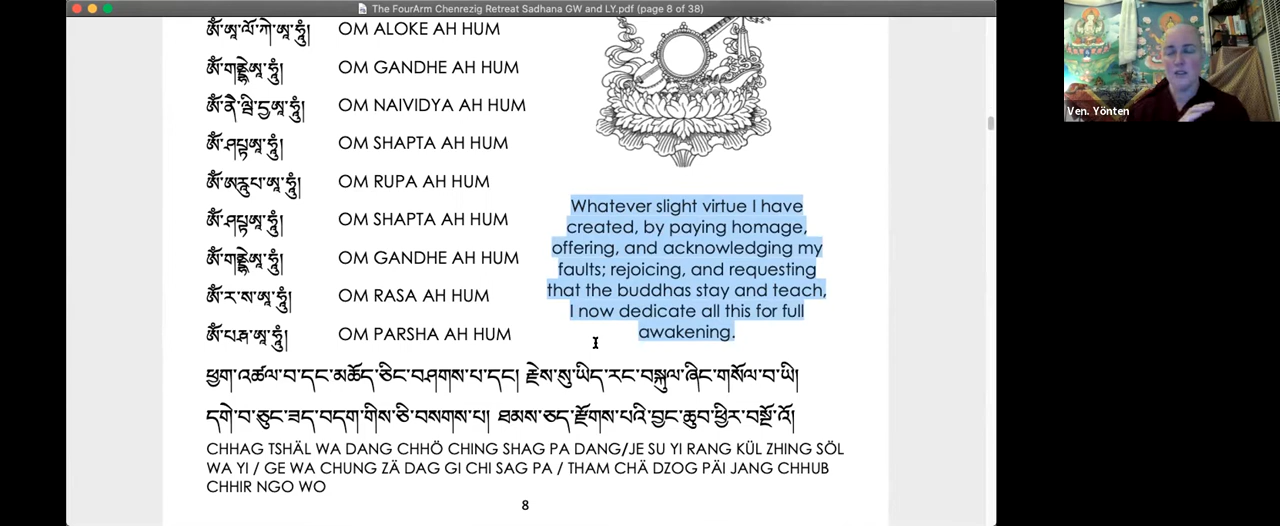 The FourArm Chenrezig Retreat Sadhana GW and LY.pdf (page 8 of 38)
ཨོཾ་ཨཱ་ལོ་ཀེ་ཨཱ་ཧཱུྃ། OM ALOKE AH HUM
ཨོཾ་གནྡྷེ་ཨཱ་ཧཱུྃ། OM GANDHE AH HUM
ཨོཾ་ནཻ་ཝི་དྱ་ཨཱ་ཧཱུྃ། OM NAIVIDYA AH HUM
ཨོཾ་ཤཔྟ་ཨཱ་ཧཱུྃ། OM SHAPTA AH HUM
OM RUPA AH HUM
ཨོཾ་ཤཔྟ་ཨཱ་ཧཱུྃ། OM SHAPTA AH HUM
ཨོཾ་གནྡྷེ་ཨཱ་ཧཱུྃ། OM GANDHE AH HUM
ཨོཾ་ར་ས་ཨཱ་ཧཱུྃ། OM RASA AH HUM
OM PARSHA AH HUM
Whatever slight virtue I have
created, by paying homage,
offering, and acknowledging my
faults; rejoicing, and requesting
that the buddhas stay and teach,
I now dedicate all this for full
awakening.
ཕྱག་འཚལ་བ་དང་མཆོད་ཅིང་བཤགས་པ་དང། རྗེས་སུ་ཡིད་རང་བསྐུལ་ཞིང་གསོལ་བ་ཡི།
དགེ་བ་ཅུང་ཟད་བདག་གིས་ཅི་བསགས་པ། ཐམས་ཅད་རྫོགས་པའི་བྱང་ཆུབ་ཕྱིར་བསྔོ་འོ།
CHHAG TSHÄL WA DANG CHHÖ CHING SHAG PA DANG/JE SU YI RANG KÜL ZHING SÖL
WA YI / GE WA CHUNG ZÄ DAG GI CHI SAG PA / THAM CHÄ DZOG PÄI JANG CHHUB
CHHIR NGO WO
8
Ven. Yönten